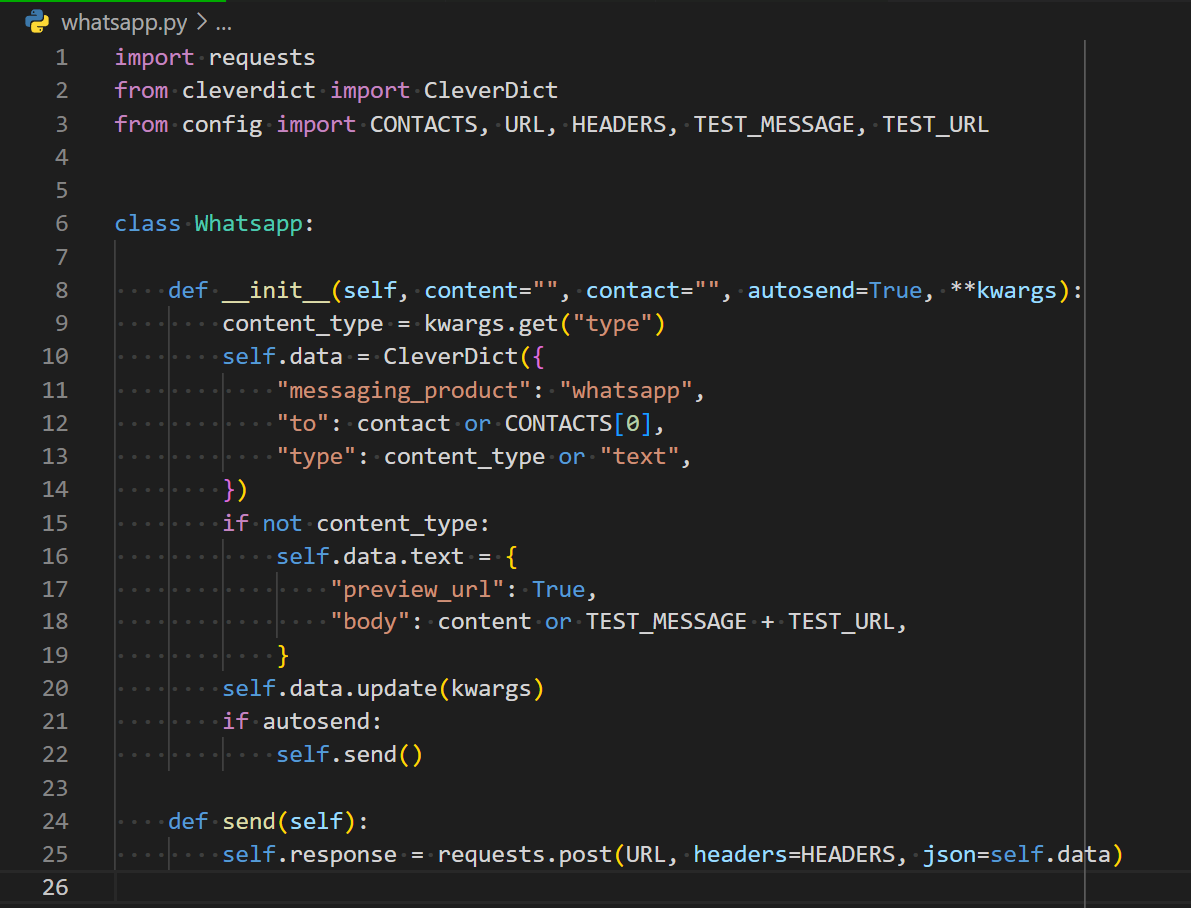 whatsapp.py > ...
1 import requests
2 from cleverdict import CleverDict
3 from config import CONTACTS, URL, HEADERS, TEST_MESSAGE, TEST_URL
4
5
6 class Whatsapp:
7
8     def __init__(self, content="", contact="", autosend=True, **kwargs):
9         content_type = kwargs.get("type")
10         self.data = CleverDict({
11             "messaging_product": "whatsapp",
12             "to": contact or CONTACTS[0],
13             "type": content_type or "text",
14         })
15         if not content_type:
16             self.data.text = {
17                 "preview_url": True,
18                 "body": content or TEST_MESSAGE + TEST_URL,
19             }
20         self.data.update(kwargs)
21         if autosend:
22             self.send()
23
24     def send(self):
25         self.response = requests.post(URL, headers=HEADERS, json=self.data)
26